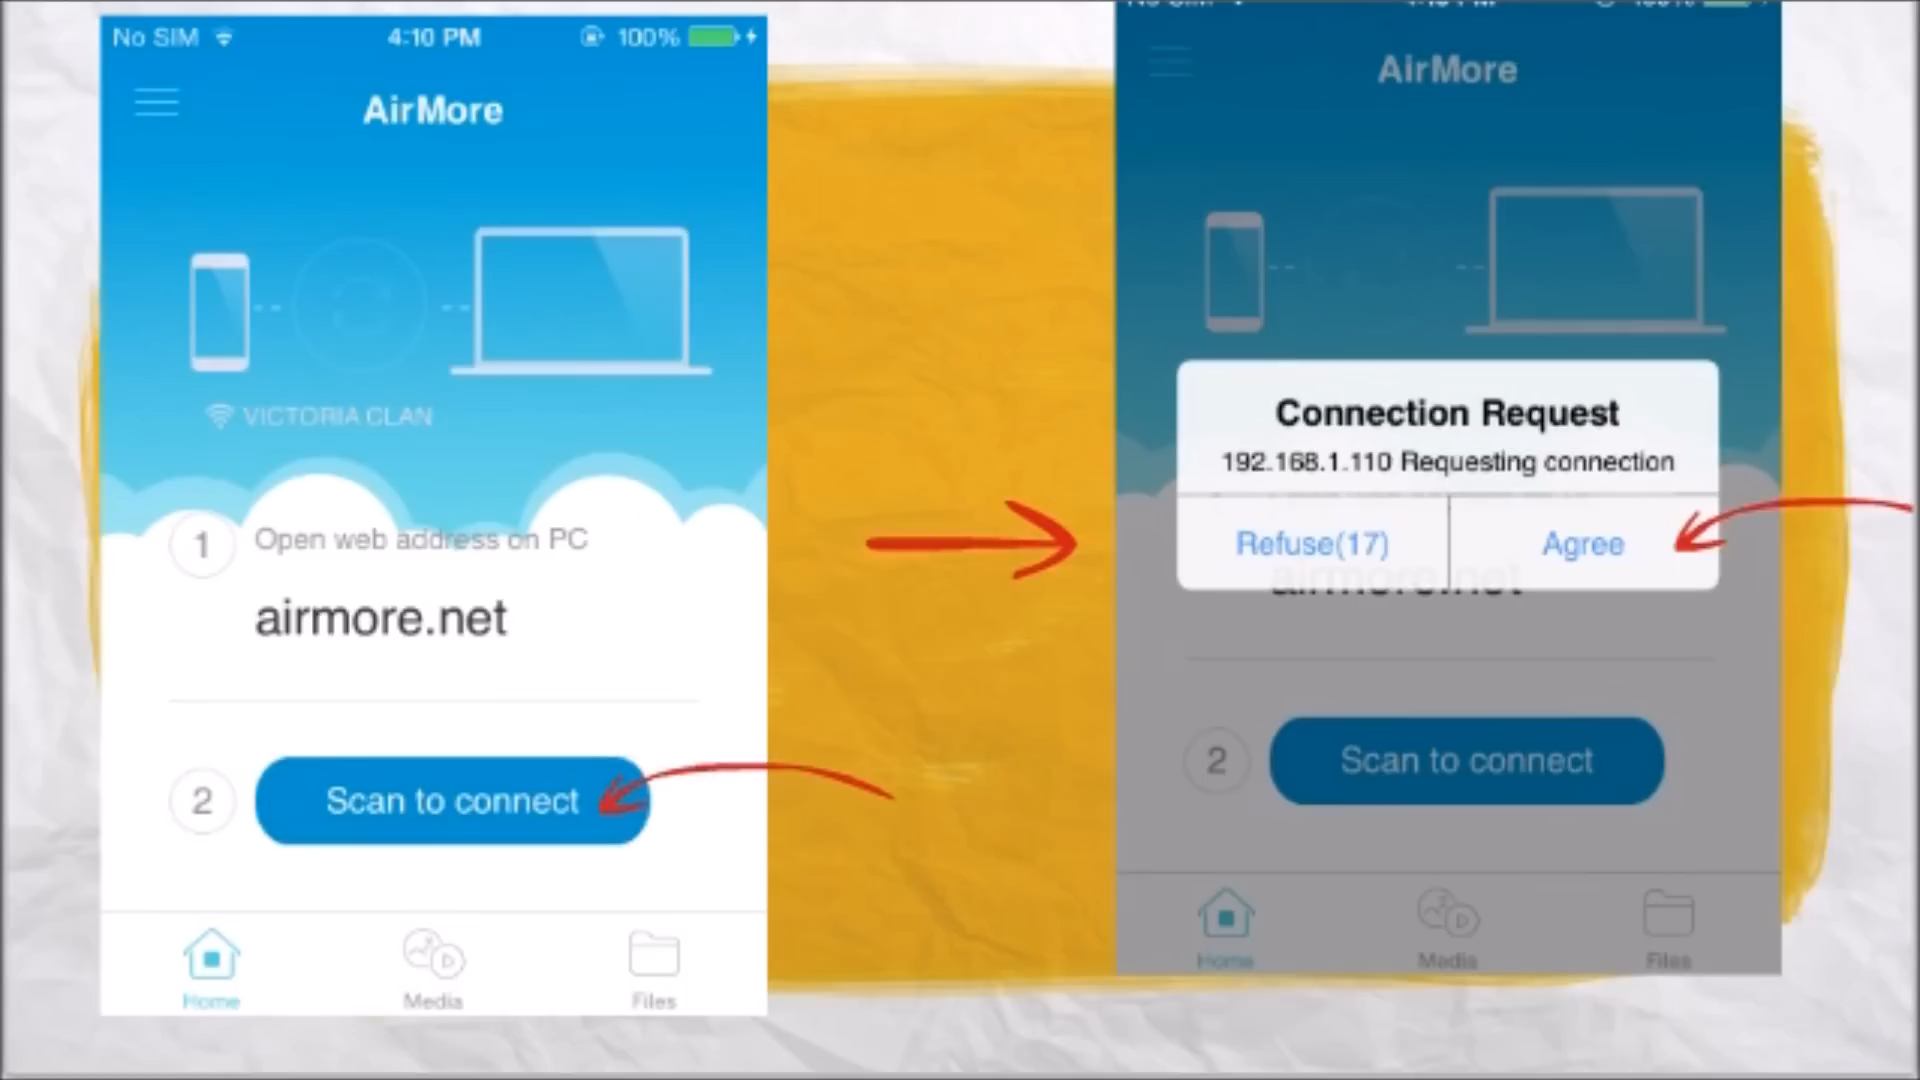 No SIM 4:10 PM 100%
AirMore
VICTORIA CLAN
1 Open web address on PC
airmore.net
2 Scan to connect
Home Media Files
AirMore
Connection Request
192.168.1.110 Requesting connection
Refuse(17) Agree
airmore.net
2 Scan to connect
Home Media Files